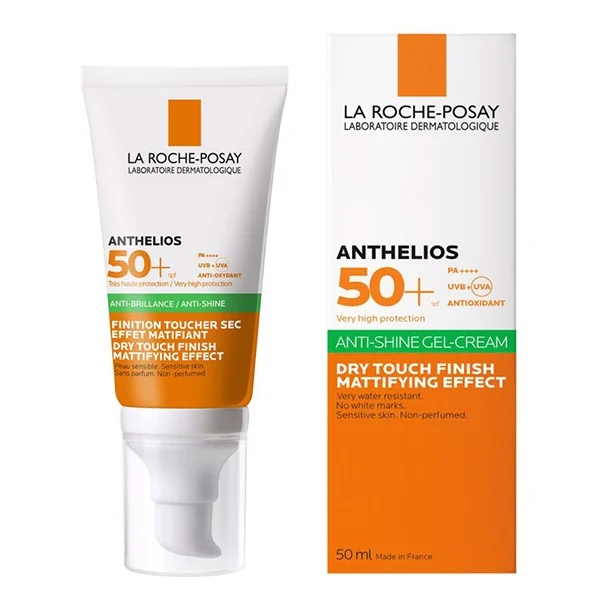 LA ROCHE-POSAY
LABORATOIRE DERMATOLOGIQUE
ANTHELIOS
50+ spf
PA ++++
UVB + UVA
ANTI-OXYDANT
Très haute protection / Very high protection
ANTI-BRILLANCE / ANTI-SHINE
FINITION TOUCHER SEC
EFFET MATIFIANT
DRY TOUCH FINISH
MATTIFYING EFFECT
Peau sensible. Sensitive skin.
Sans parfum. Non-perfumed
LA ROCHE-POSAY
LABORATOIRE DERMATOLOGIQUE
ANTHELIOS
50+ spf
PA ++++
UVB + UVA
ANTIOXIDANT
Very high protection
ANTI-SHINE GEL-CREAM
DRY TOUCH FINISH
MATTIFYING EFFECT
Very water resistant.
No white marks.
Sensitive skin. Non-perfumed.
50 ml Made in France